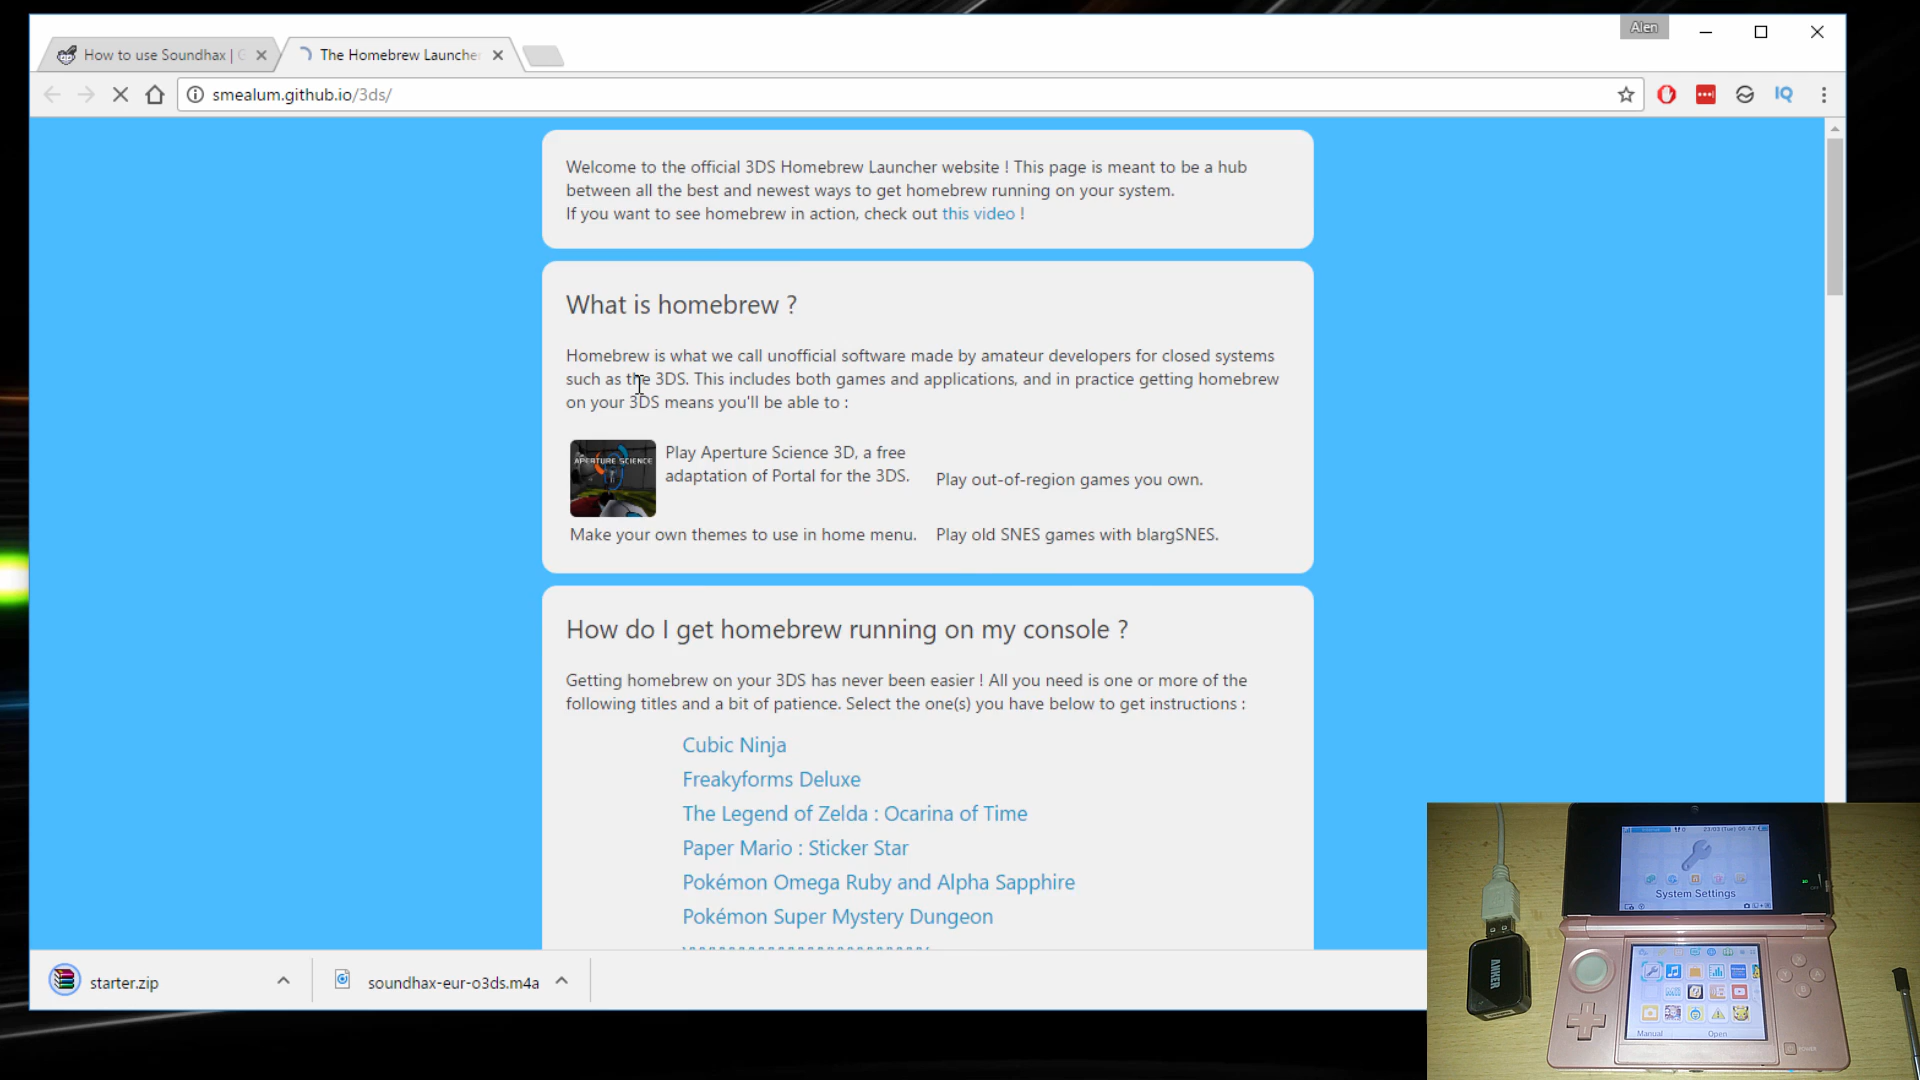 Alen
How to use Soundhax | G
The Homebrew Launcher
smealum.github.io/3ds/
IQ
Welcome to the official 3DS Homebrew Launcher website ! This page is meant to be a hub
between all the best and newest ways to get homebrew running on your system.
If you want to see homebrew in action, check out this video !
What is homebrew ?
Homebrew is what we call unofficial software made by amateur developers for closed systems
such as the 3DS. This includes both games and applications, and in practice getting homebrew
on your 3DS means you'll be able to :
APERTURE SCIENCE
Play Aperture Science 3D, a free
adaptation of Portal for the 3DS.
Play out-of-region games you own.
Make your own themes to use in home menu.
Play old SNES games with blargSNES.
How do I get homebrew running on my console ?
Getting homebrew on your 3DS has never been easier ! All you need is one or more of the
following titles and a bit of patience. Select the one(s) you have below to get instructions :
Cubic Ninja
Freakyforms Deluxe
The Legend of Zelda : Ocarina of Time
Paper Mario : Sticker Star
Pokémon Omega Ruby and Alpha Sapphire
Pokémon Super Mystery Dungeon
starter.zip
soundhax-eur-o3ds.m4a
System Settings
ANKER
Manual
Open